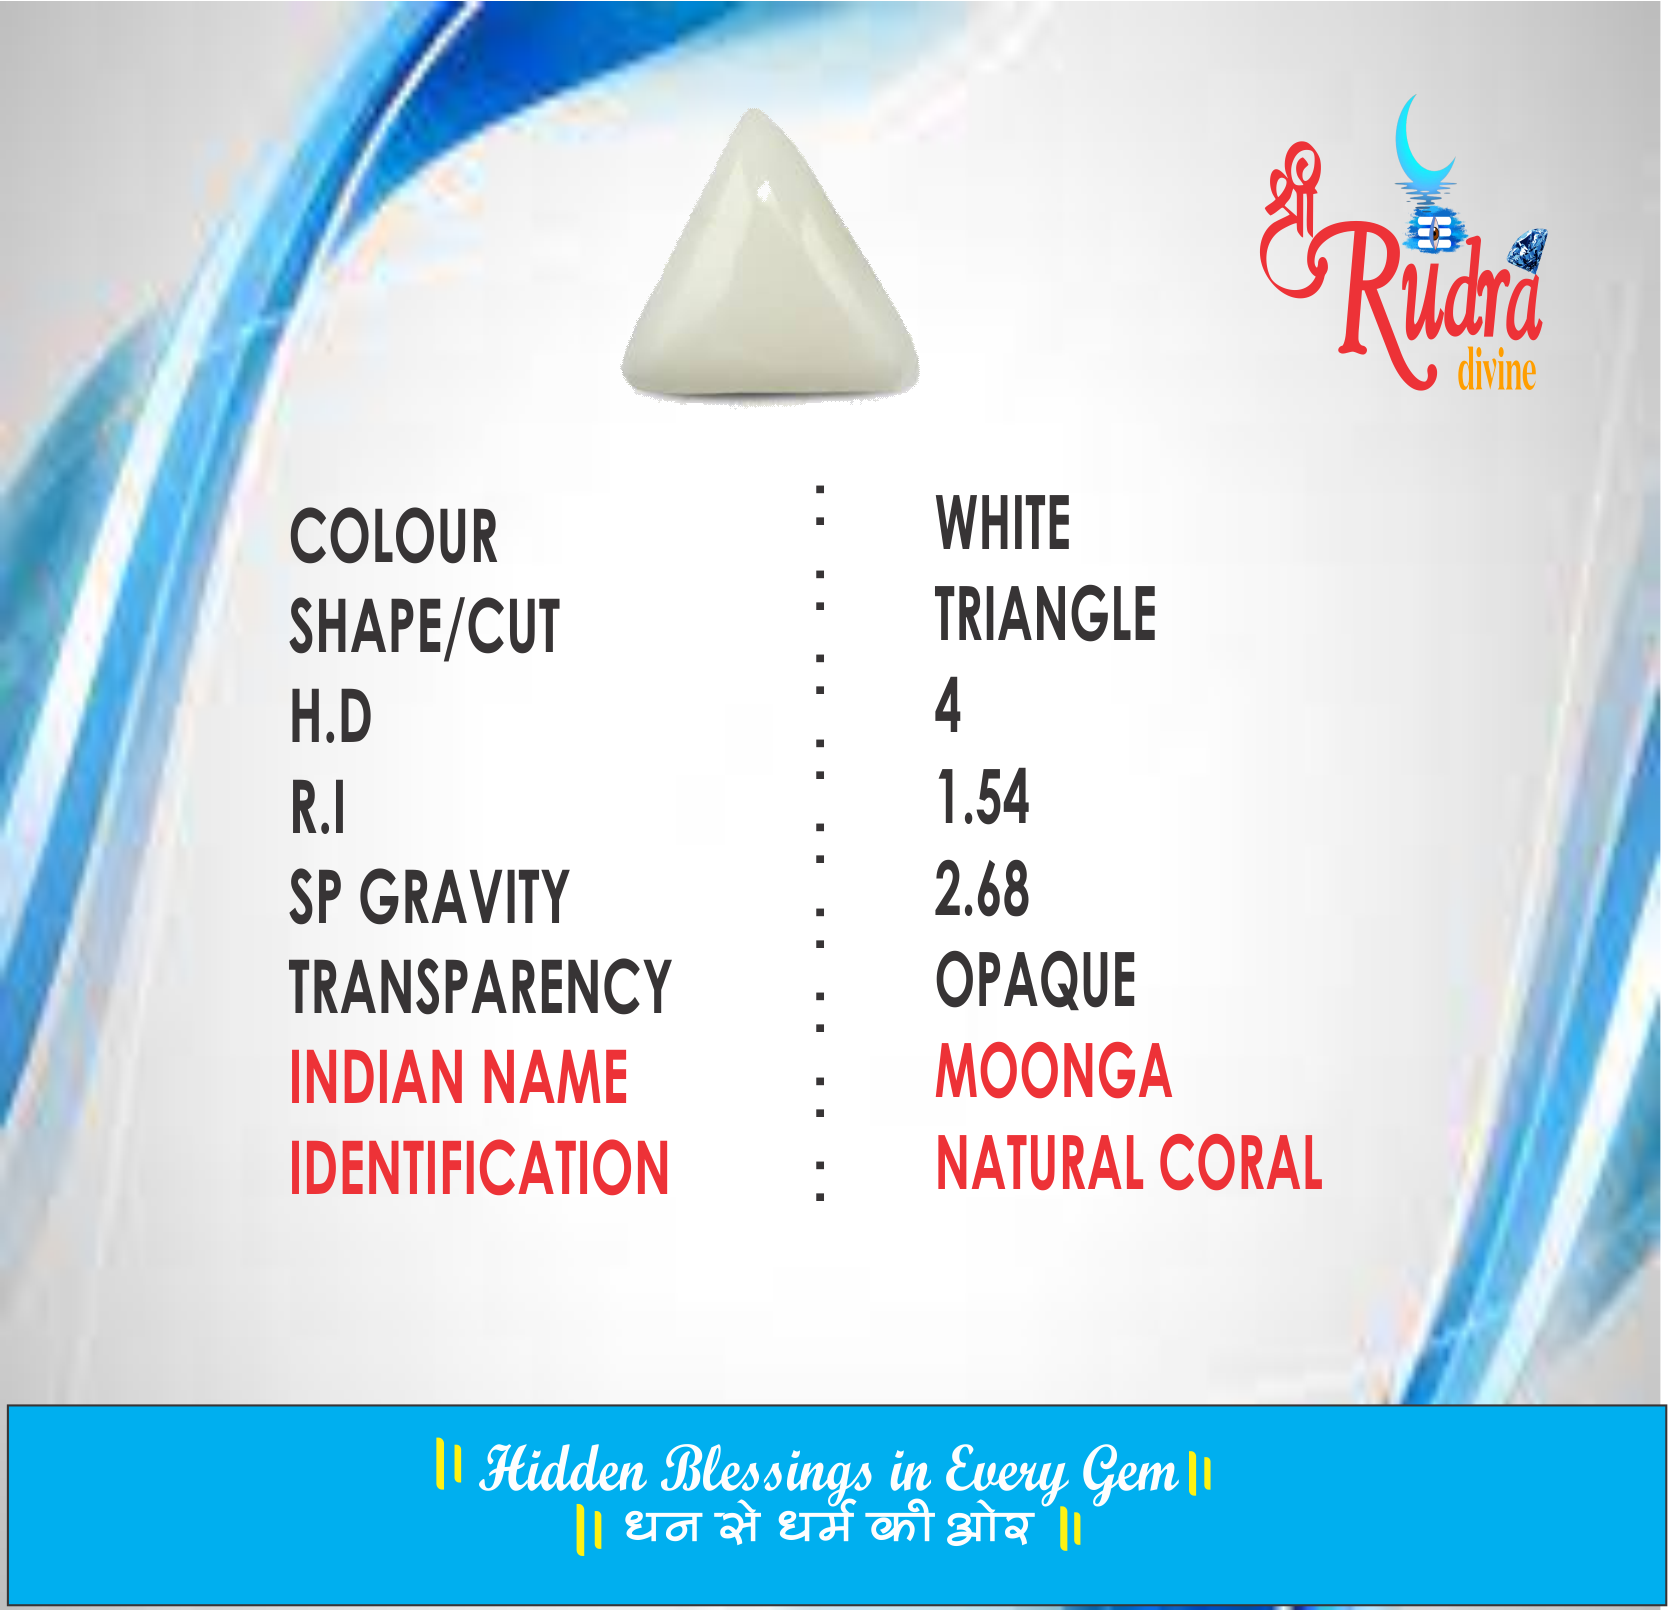 श्री
Rudra
divine
COLOUR : WHITE
SHAPE/CUT : TRIANGLE
H.D : 4
R.I : 1.54
SP GRAVITY : 2.68
TRANSPARENCY : OPAQUE
INDIAN NAME : MOONGA
IDENTIFICATION : NATURAL CORAL
|| Hidden Blessings in Every Gem ||
|| धन से धर्म की ओर ||